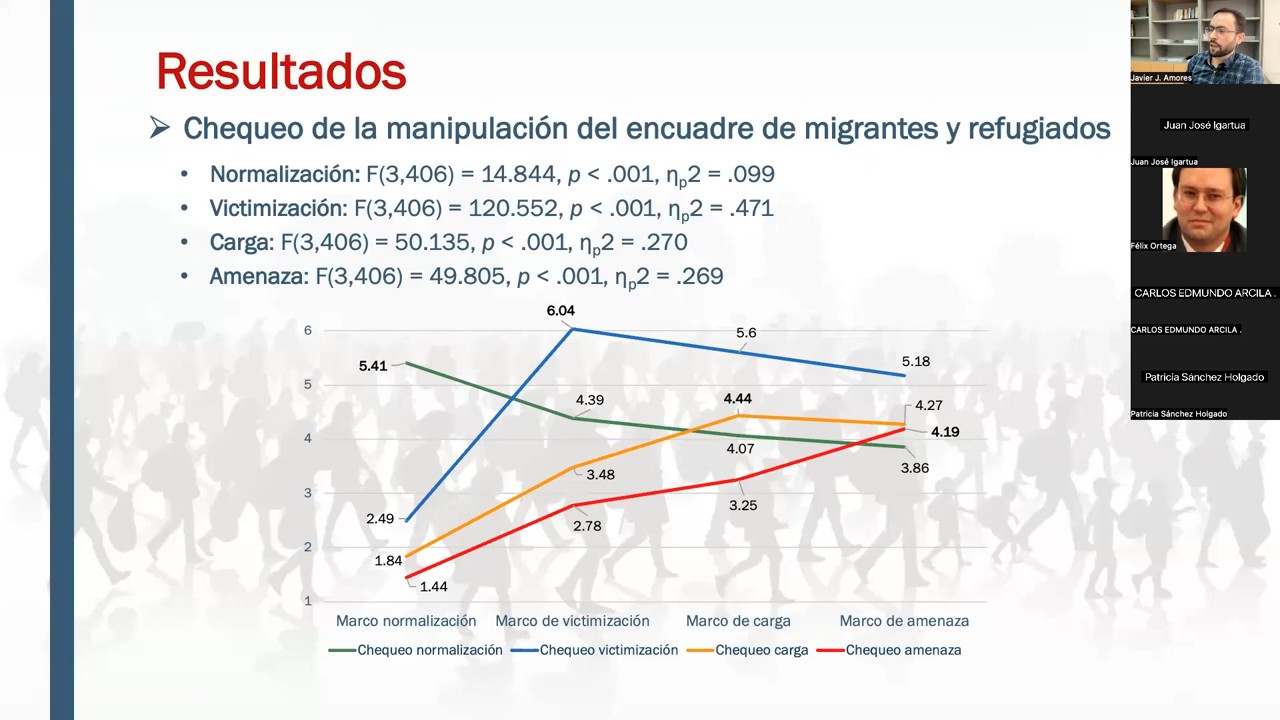 Resultados
➢ Chequeo de la manipulación del encuadre de migrantes y refugiados
• Normalización: F(3,406) = 14.844, p < .001, ηp2 = .099
• Victimización: F(3,406) = 120.552, p < .001, ηp2 = .471
• Carga: F(3,406) = 50.135, p < .001, ηp2 = .270
• Amenaza: F(3,406) = 49.805, p < .001, ηp2 = .269
6
5
4
3
2
1
5.41
2.49
1.84
1.44
6.04
4.39
3.48
2.78
5.6
4.44
4.07
3.25
5.18
4.27
4.19
3.86
Marco normalización
Marco de victimización
Marco de carga
Marco de amenaza
Chequeo normalización
Chequeo victimización
Chequeo carga
Chequeo amenaza
Javier J. Amores
Juan José Igartua
Juan José Igartua
Félix Ortega
CARLOS EDMUNDO ARCILA .
CARLOS EDMUNDO ARCILA .
Patricia Sánchez Holgado
Patricia Sánchez Holgado